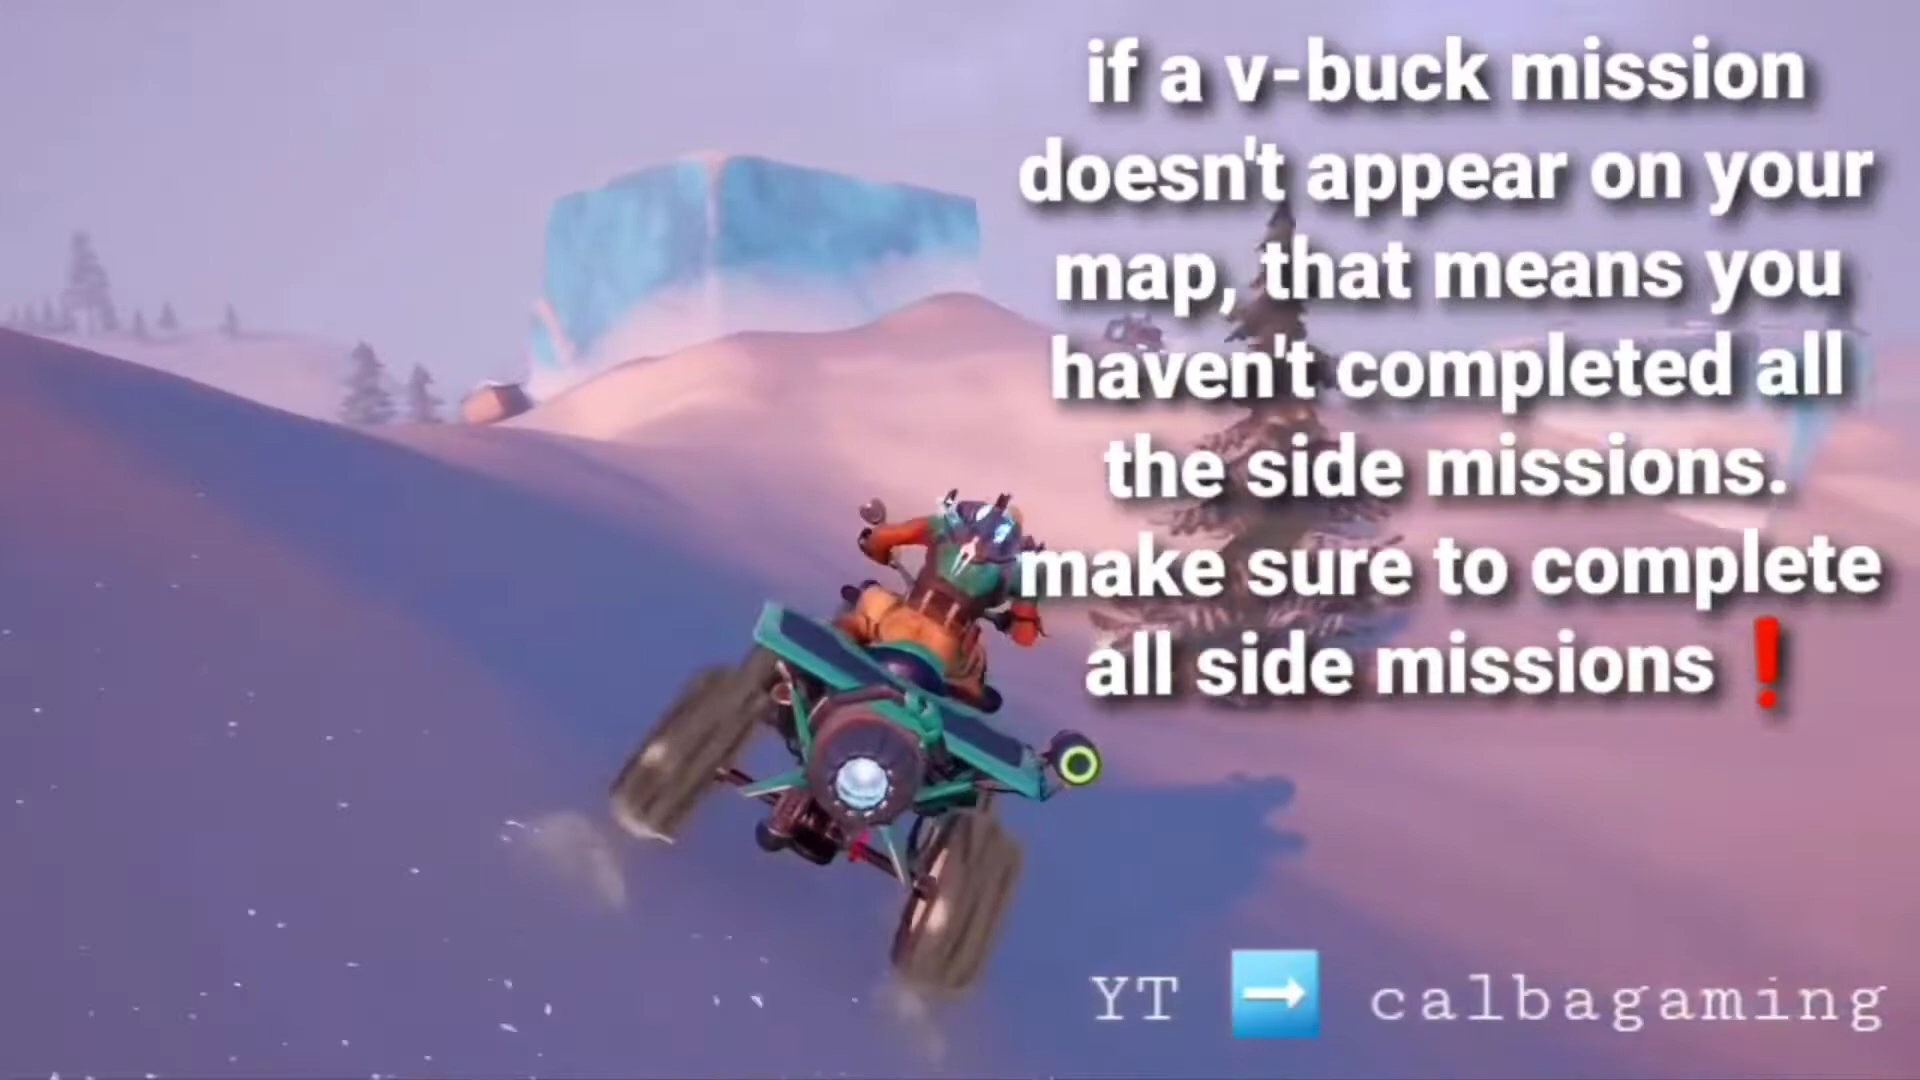 if a v-buck mission
doesn't appear on your
map, that means you
haven't completed all
the side missions.
make sure to complete
all side missions❗
YT ➡️ calbagaming